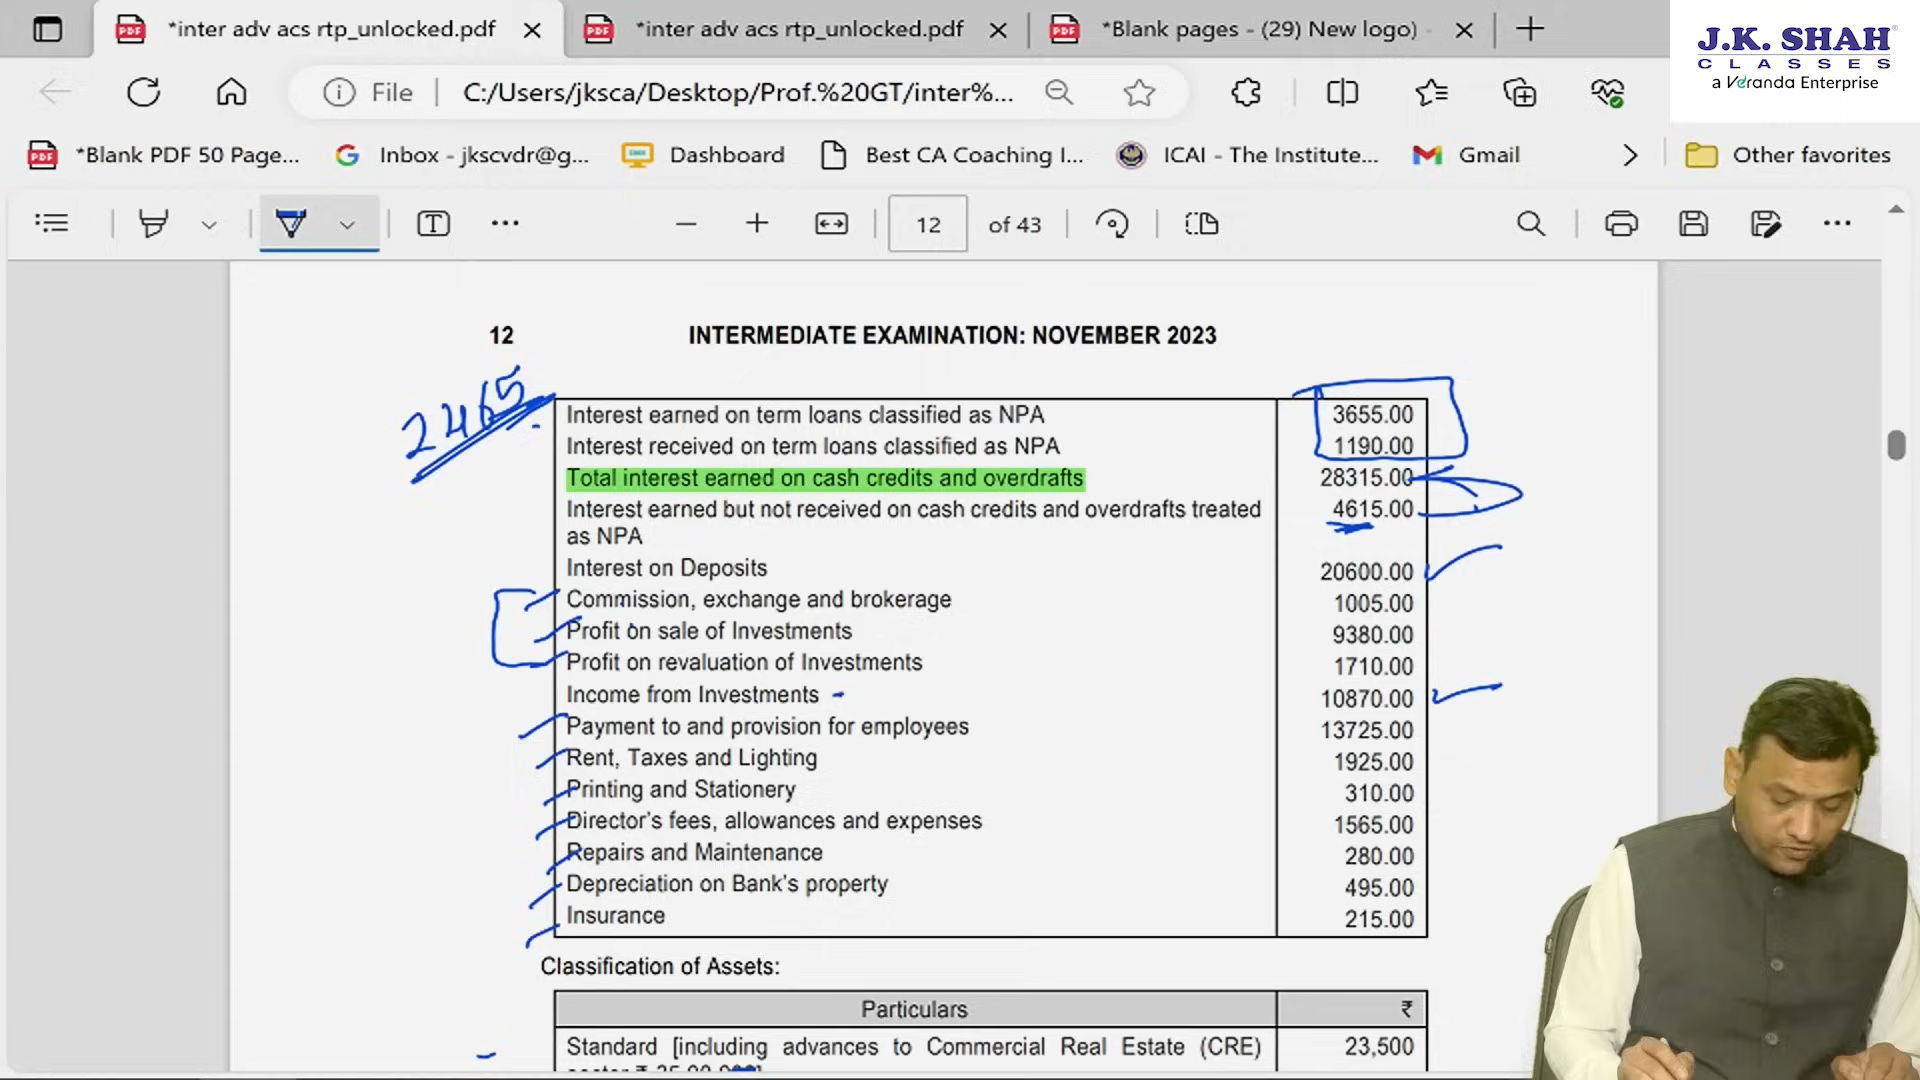 *inter adv acs rtp_unlocked.pdf
*inter adv acs rtp_unlocked.pdf
*Blank pages - (29) New logo) -
J.K. SHAH
CLASSES
a Veranda Enterprise
File
C:/Users/jksca/Desktop/Prof.%20GT/inter%...
*Blank PDF 50 Page...
Inbox - jkscvdr@g...
Dashboard
Best CA Coaching I...
ICAI - The Institute...
Gmail
Other favorites
12 of 43
12 INTERMEDIATE EXAMINATION: NOVEMBER 2023
2465
Interest earned on term loans classified as NPA 3655.00
Interest received on term loans classified as NPA 1190.00
Total interest earned on cash credits and overdrafts 28315.00
Interest earned but not received on cash credits and overdrafts treated 4615.00
as NPA
Interest on Deposits 20600.00
Commission, exchange and brokerage 1005.00
Profit on sale of Investments 9380.00
Profit on revaluation of Investments 1710.00
Income from Investments 10870.00
Payment to and provision for employees 13725.00
Rent, Taxes and Lighting 1925.00
Printing and Stationery 310.00
Director's fees, allowances and expenses 1565.00
Repairs and Maintenance 280.00
Depreciation on Bank's property 495.00
Insurance 215.00
Classification of Assets:
Particulars ₹
Standard [including advances to Commercial Real Estate (CRE) 23,500